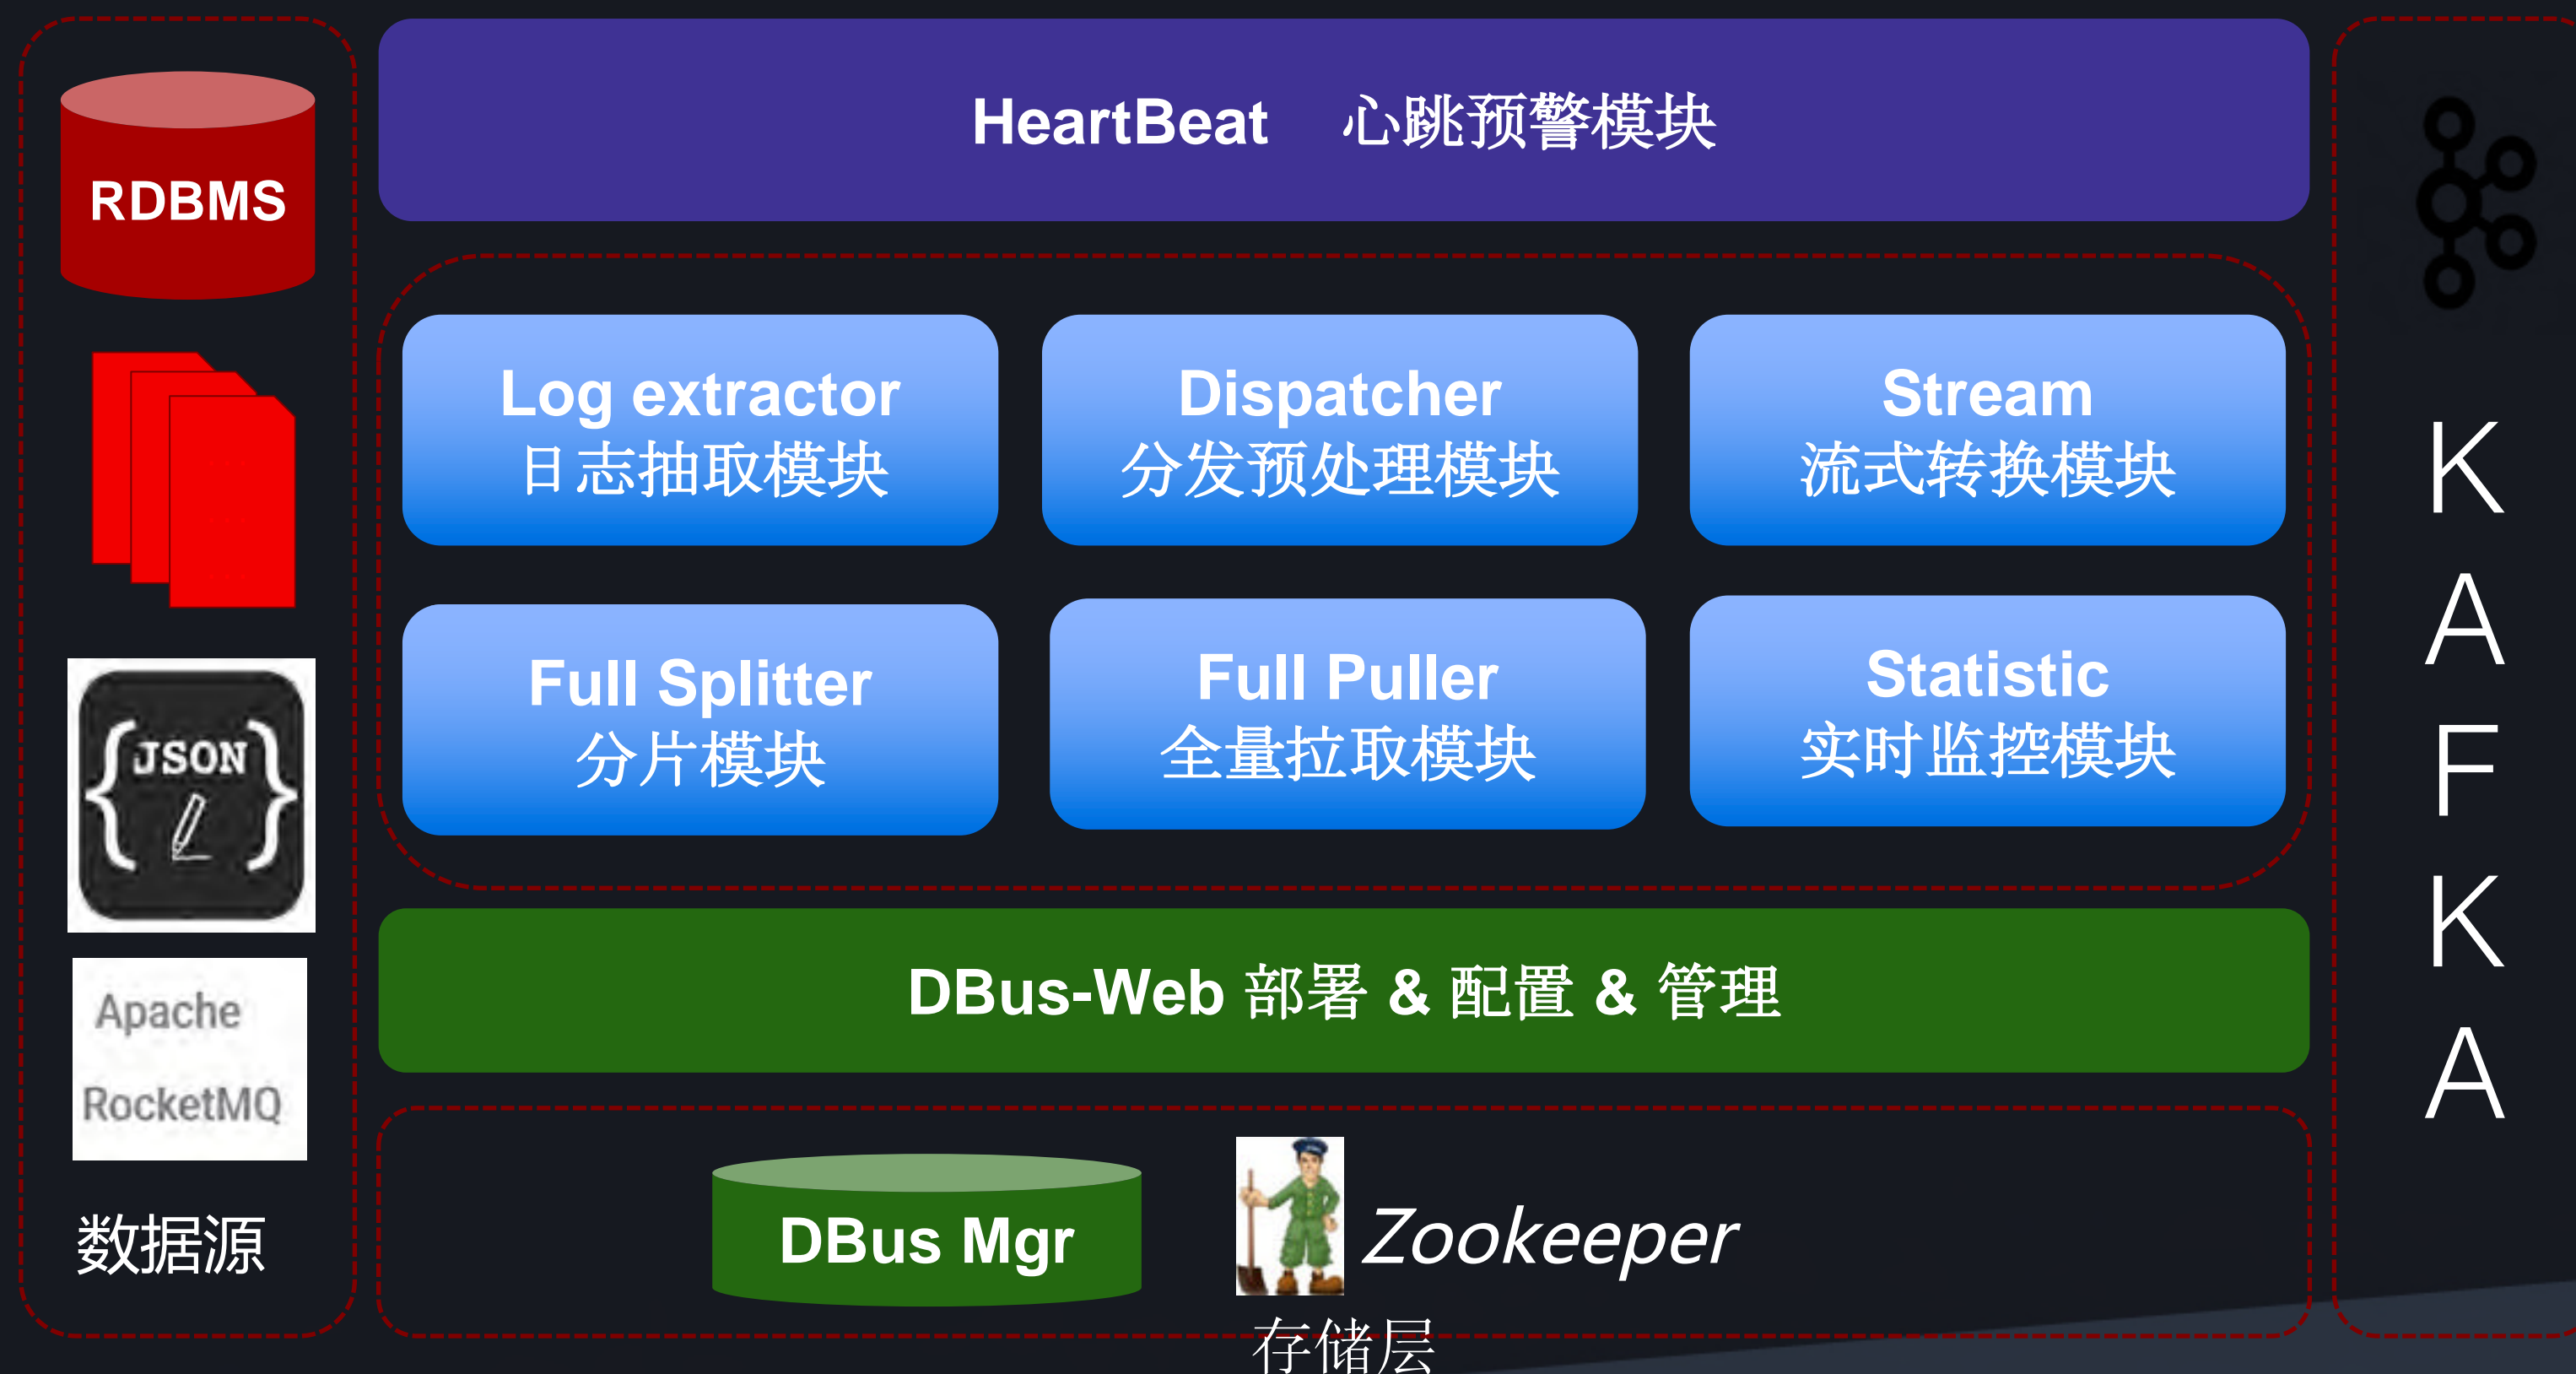 RDBMS
JSON
Apache
RocketMQ
数据源
HeartBeat 心跳预警模块
Log extractor
日志抽取模块
Dispatcher
分发预处理模块
Stream
流式转换模块
Full Splitter
分片模块
Full Puller
全量拉取模块
Statistic
实时监控模块
DBus-Web 部署 & 配置 & 管理
DBus Mgr
Zookeeper
存储层
K
A
F
K
A